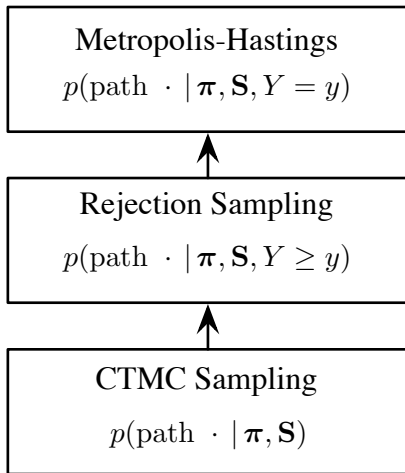 Metropolis-Hastings
p(path · | π, S, Y = y)
Rejection Sampling
p(path · | π, S, Y ≥ y)
CTMC Sampling
p(path · | π, S)